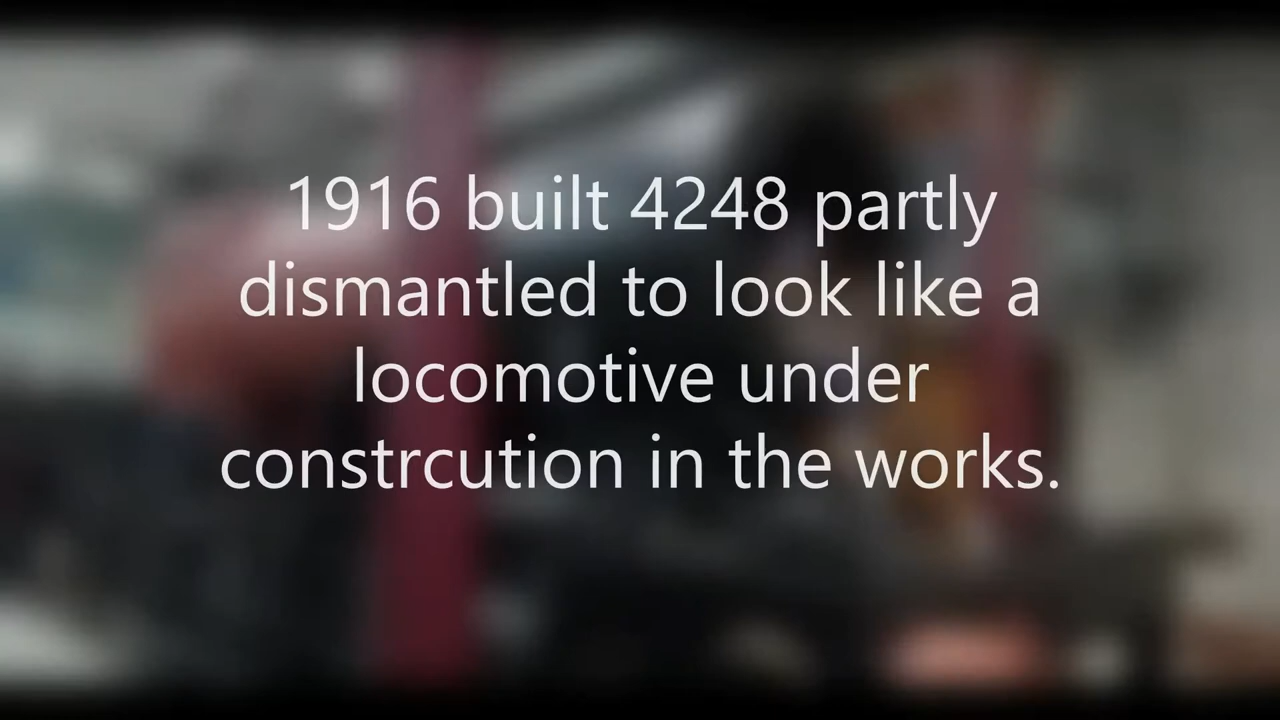 1916 built 4248 partly
dismantled to look like a
locomotive under
constrcution in the works.